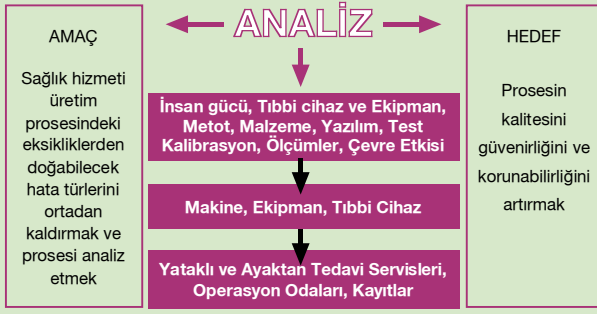 AMAÇ
Sağlık hizmeti
üretim
prosesindeki
eksikliklerden
doğabilecek
hata türlerini
ortadan
kaldırmak ve
prosesi analiz
etmek
ANALİZ
İnsan gücü, Tıbbi cihaz ve Ekipman,
Metot, Malzeme, Yazılım, Test
Kalibrasyon, Ölçümler, Çevre Etkisi
Makine, Ekipman, Tıbbi Cihaz
Yataklı ve Ayaktan Tedavi Servisleri,
Operasyon Odaları, Kayıtlar
HEDEF
Prosesin
kalitesini
güvenirliğini ve
korunabilirliğini
artırmak